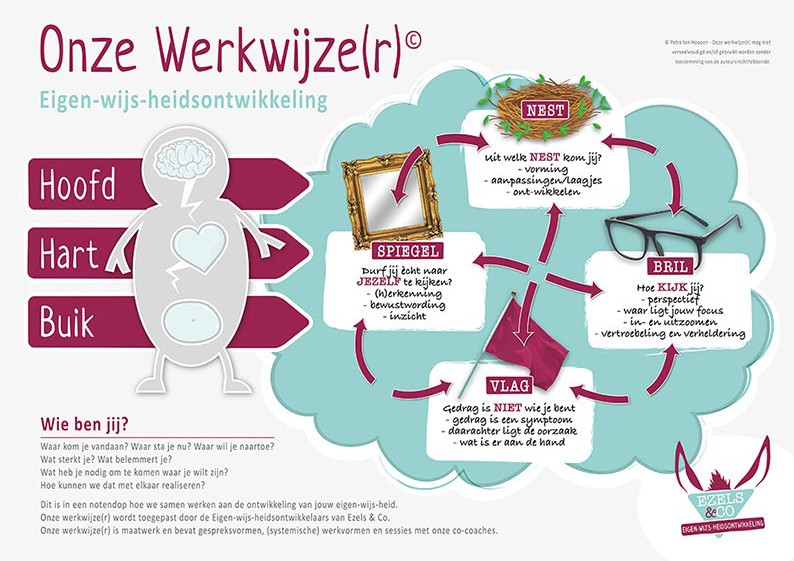 Onze Werkwijze(r)©
Eigen-wijs-heidsontwikkeling
© Petra ten Hoopen - Deze werkwijze(r) mag niet
verveelvoudigd en/of gebruikt worden zonder
toestemming van de auteursrechthebbende.
Hoofd
Hart
Buik
NEST
Uit welk NEST kom jij?
- vorming
- aanpassingen/laagjes
- ont-wikkelen
SPIEGEL
Durf jij ècht naar
JEZELF te kijken?
- (h)erkenning
- bewustwording
- inzicht
BRIL
Hoe KIJK jij?
- perspectief
- waar ligt jouw focus
- in- en uitzoomen
- vertroebeling en verheldering
VLAG
Gedrag is NIET wie je bent
- gedrag is een symptoom
- daarachter ligt de oorzaak
- wat is er aan de hand
Wie ben jij?
Waar kom je vandaan? Waar sta je nu? Waar wil je naartoe?
Wat sterkt je? Wat belemmert je?
Wat heb je nodig om te komen waar je wilt zijn?
Hoe kunnen we dat met elkaar realiseren?
Dit is in een notendop hoe we samen werken aan de ontwikkeling van jouw eigen-wijs-heid.
Onze werkwijze(r) wordt toegepast door de Eigen-wijs-heidsontwikkelaars van Ezels & Co.
Onze werkwijze(r) is maatwerk en bevat gespreksvormen, (systemische) werkvormen en sessies met onze co-coaches.
EZELS
&CO
EIGEN-WIJS-HEIDSONTWIKKELING